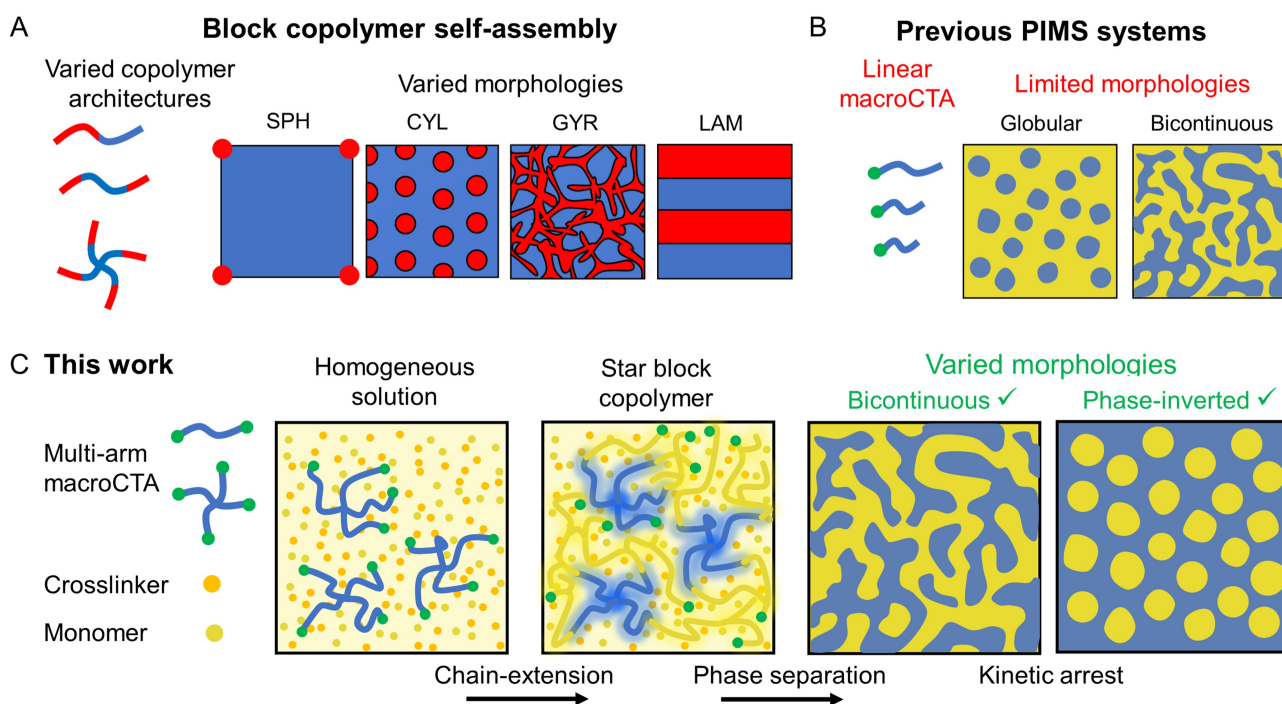 A
Block copolymer self-assembly
Varied copolymer
architectures
Varied morphologies
SPH
CYL
GYR
LAM
B
Previous PIMS systems
Linear
macroCTA
Limited morphologies
Globular
Bicontinuous
C This work
Multi-arm
macroCTA
Crosslinker
Monomer
Homogeneous
solution
Star block
copolymer
Varied morphologies
Bicontinuous ✓
Phase-inverted ✓
Chain-extension
Phase separation
Kinetic arrest